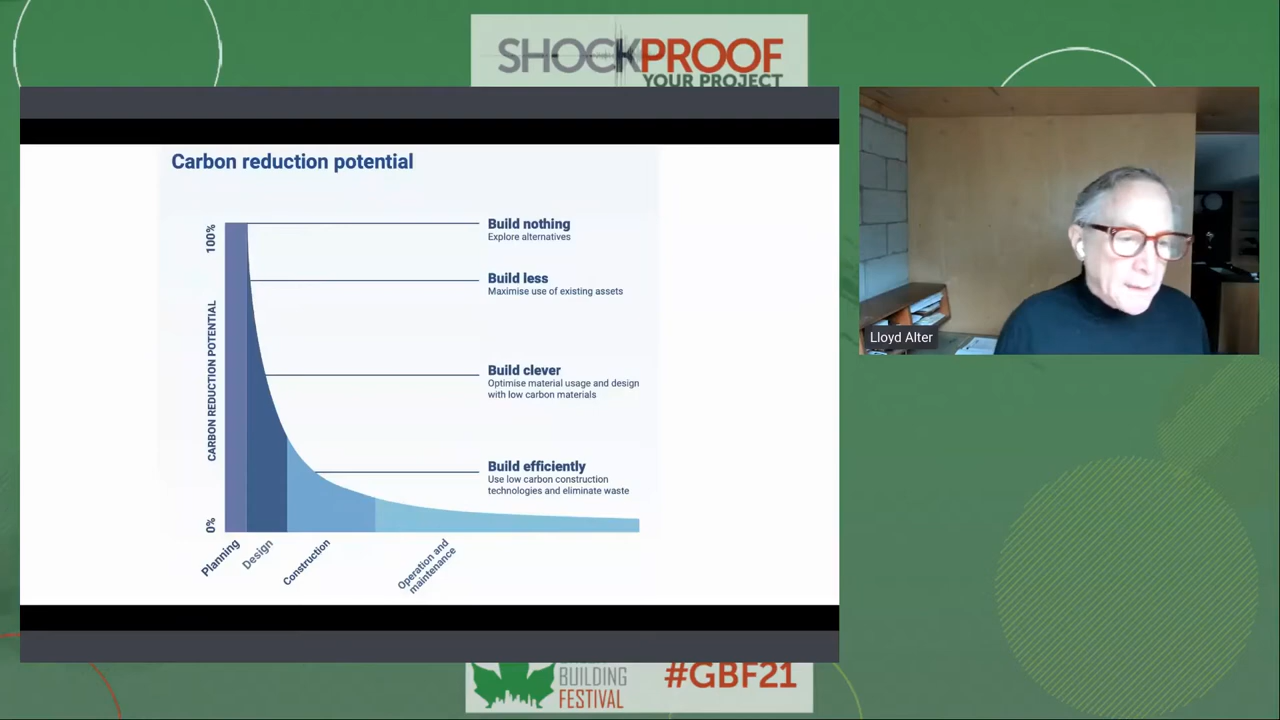 SHOCKPROOF
YOUR PROJECT
Carbon reduction potential
100%
CARBON REDUCTION POTENTIAL
0%
Build nothing
Explore alternatives
Build less
Maximise use of existing assets
Build clever
Optimise material usage and design
with low carbon materials
Build efficiently
Use low carbon construction
technologies and eliminate waste
Planning
Design
Construction
Operation and
maintenance
Lloyd Alter
BUILDING
FESTIVAL
#GBF21